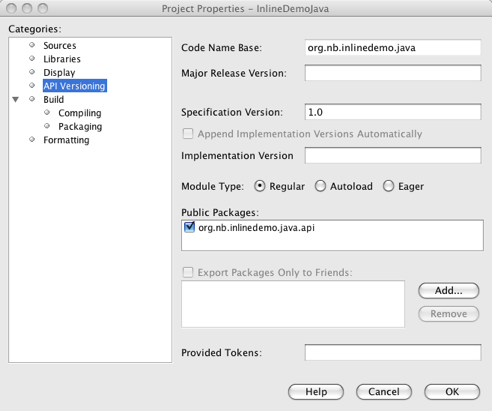 Project Properties - InlineDemoJava
Categories:
Sources
Libraries
Display
API Versioning
Build
Compiling
Packaging
Formatting
Code Name Base: org.nb.inlinedemo.java
Major Release Version:
Specification Version: 1.0
Append Implementation Versions Automatically
Implementation Version
Module Type: Regular Autoload Eager
Public Packages:
org.nb.inlinedemo.java.api
Export Packages Only to Friends:
Add...
Remove
Provided Tokens:
Help Cancel OK